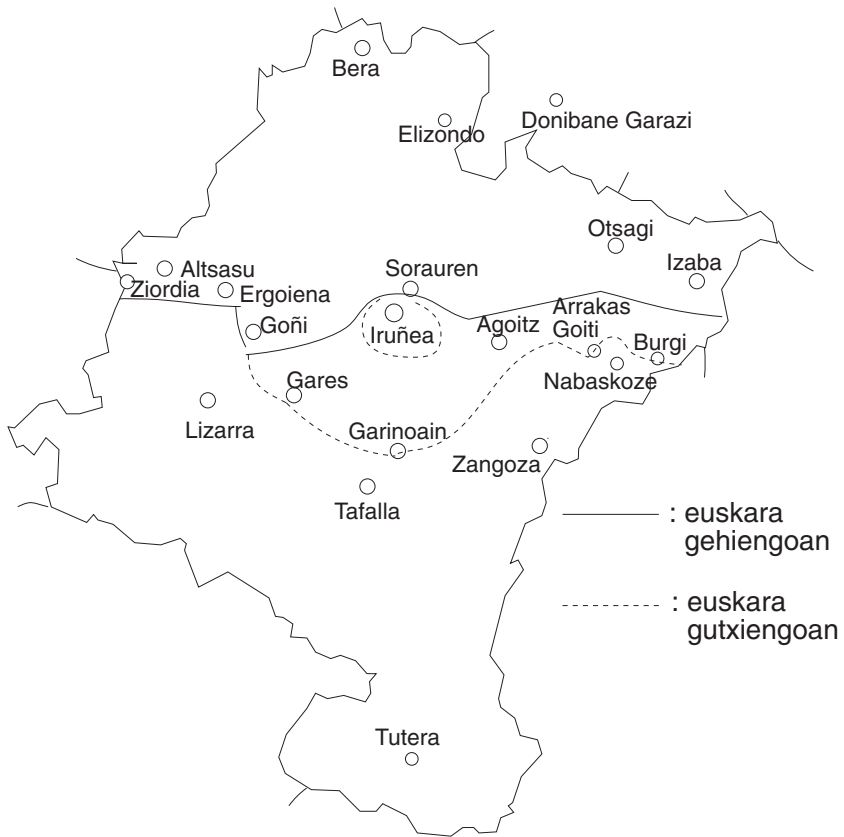 Bera
Elizondo
Donibane Garazi
Otsagi
Izaba
Altsasu
Ziordia
Ergoiena
Sorauren
Goñi
Iruñea
Agoitz
Arrakas
Goiti
Burgi
Nabaskoze
Gares
Lizarra
Garinoain
Zangoza
Tafalla
: euskara
gehiengoan
: euskara
gutxiengoan
Tutera